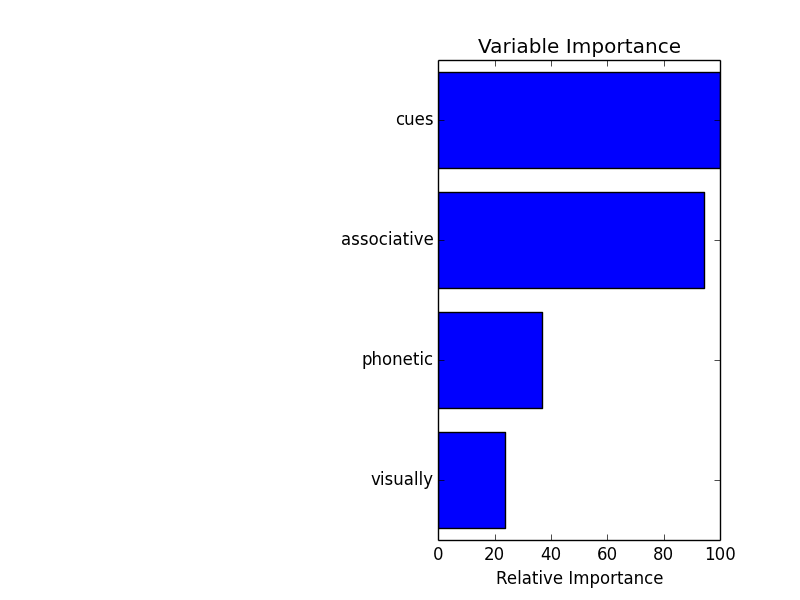 Variable Importance
cues
associative
phonetic
visually
0 20 40 60 80 100
Relative Importance